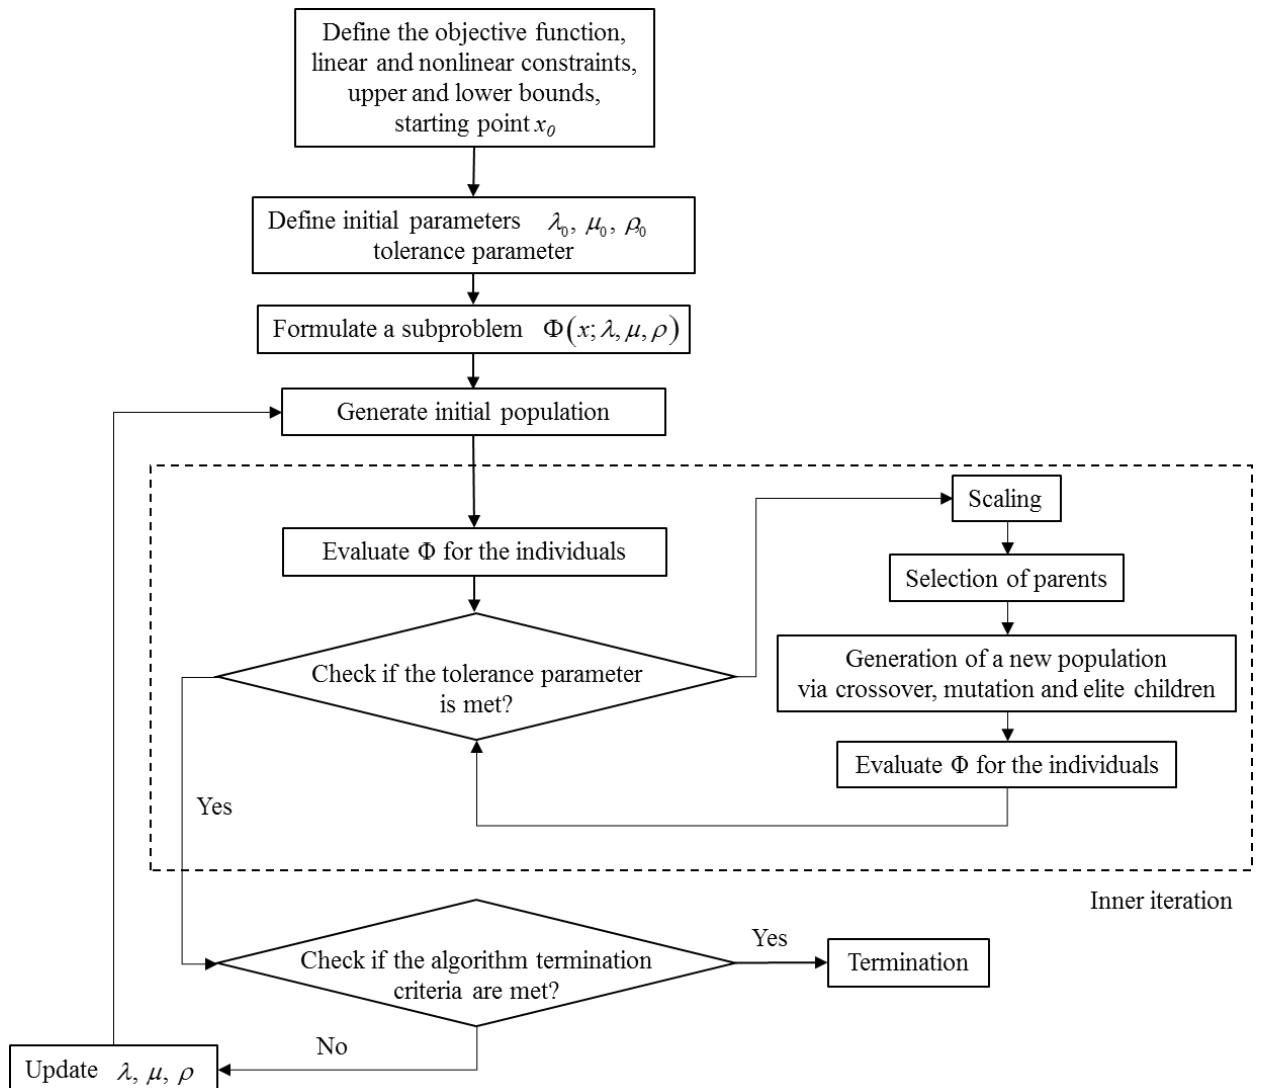 Define the objective function,
linear and nonlinear constraints,
upper and lower bounds,
starting point x₀
Define initial parameters λ₀, μ₀, ρ₀
tolerance parameter
Formulate a subproblem Φ(x; λ, μ, ρ)
Generate initial population
Evaluate Φ for the individuals
Check if the tolerance parameter
is met?
Scaling
Selection of parents
Generation of a new population
via crossover, mutation and elite children
Evaluate Φ for the individuals
Yes
Inner iteration
Check if the algorithm termination
criteria are met?
Yes
Termination
No
Update λ, μ, ρ